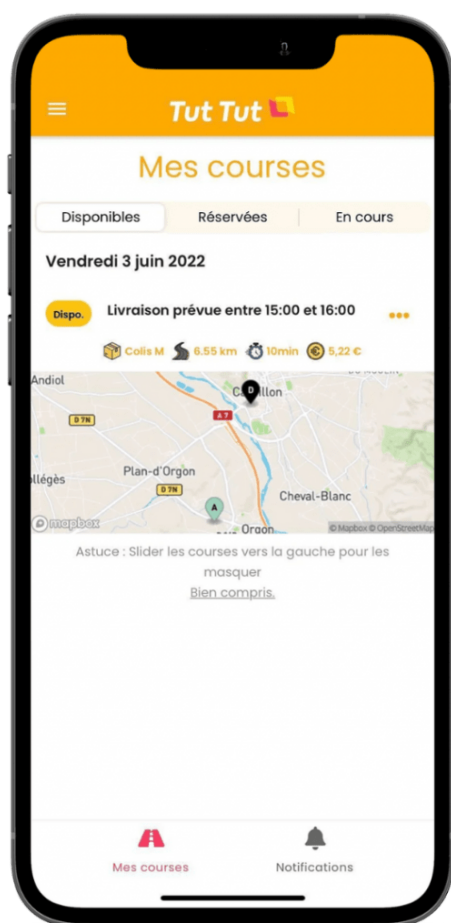 Tut Tut
Mes courses
Disponibles Réservées En cours
Vendredi 3 juin 2022
Dispo. Livraison prévue entre 15:00 et 16:00
Colis M 6.55 km 10min 5,22 €
Andiol
D
D 7N
A 7
llégès
Plan-d'Orgon
D 7N
Cheval-Blanc
A
Orgon
mapbox
© Mapbox © OpenStreetMap
Astuce : Slider les courses vers la gauche pour les
masquer
Bien compris.
Mes courses Notifications